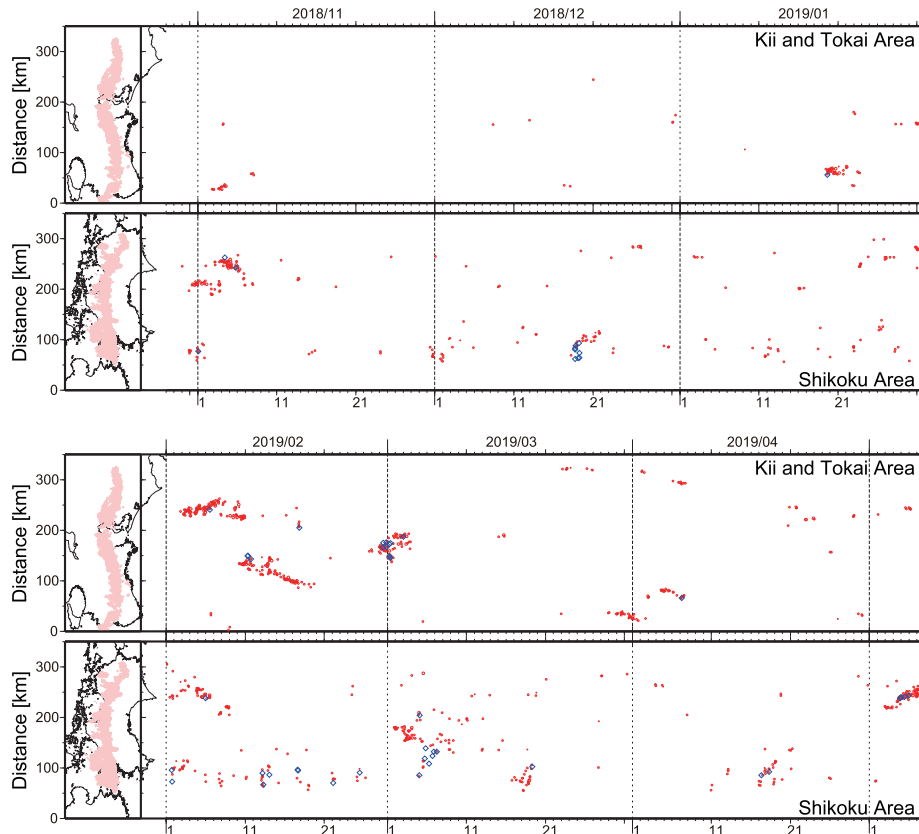 2018/11 2018/12 2019/01
Kii and Tokai Area
Distance [km]
300
200
100
0
Distance [km]
300
200
100
0
Shikoku Area
1 11 21 1 11 21 1 11 21
2019/02 2019/03 2019/04
Kii and Tokai Area
Distance [km]
300
200
100
0
Distance [km]
300
200
100
0
Shikoku Area
1 11 21 1 11 21 1 11 21 1